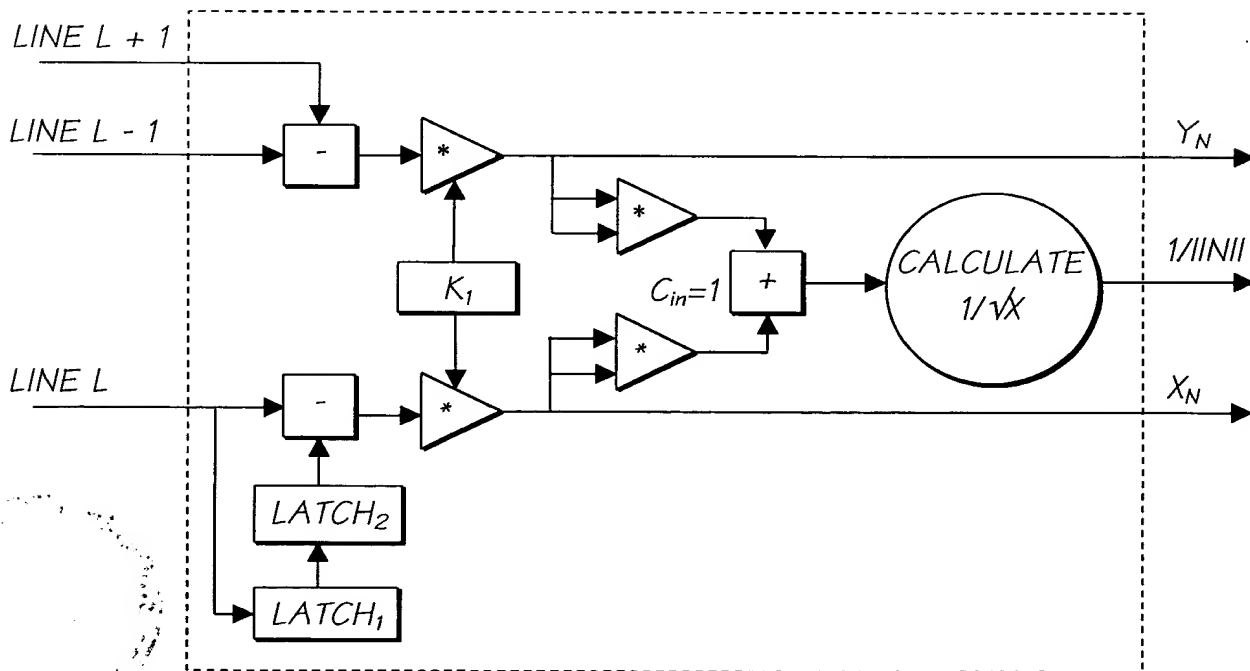 LINE L + 1
LINE L - 1
-
*
Y_N
*
K_1
C_in=1
+
CALCULATE
1/√X
1/||N||
*
LINE L
-
*
X_N
LATCH_2
LATCH_1